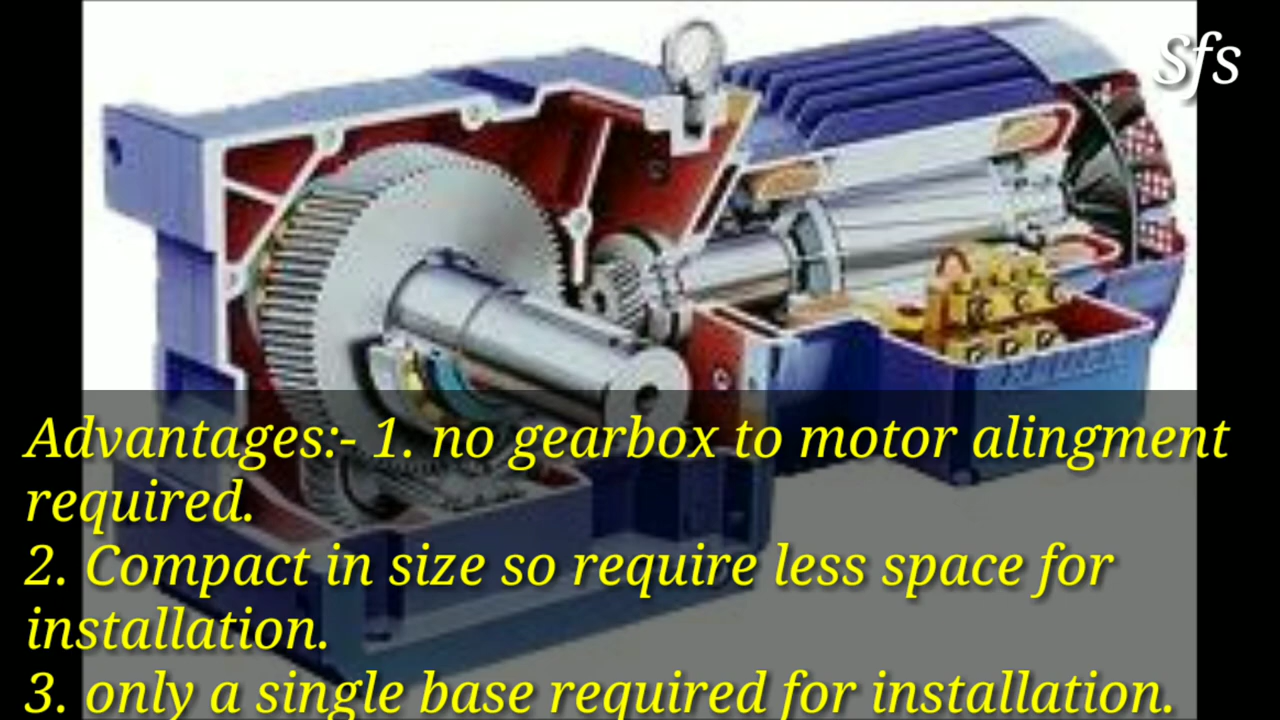 Sfs
Advantages:- 1. no gearbox to motor alingment
required.
2. Compact in size so require less space for
installation.
3. only a single base required for installation.